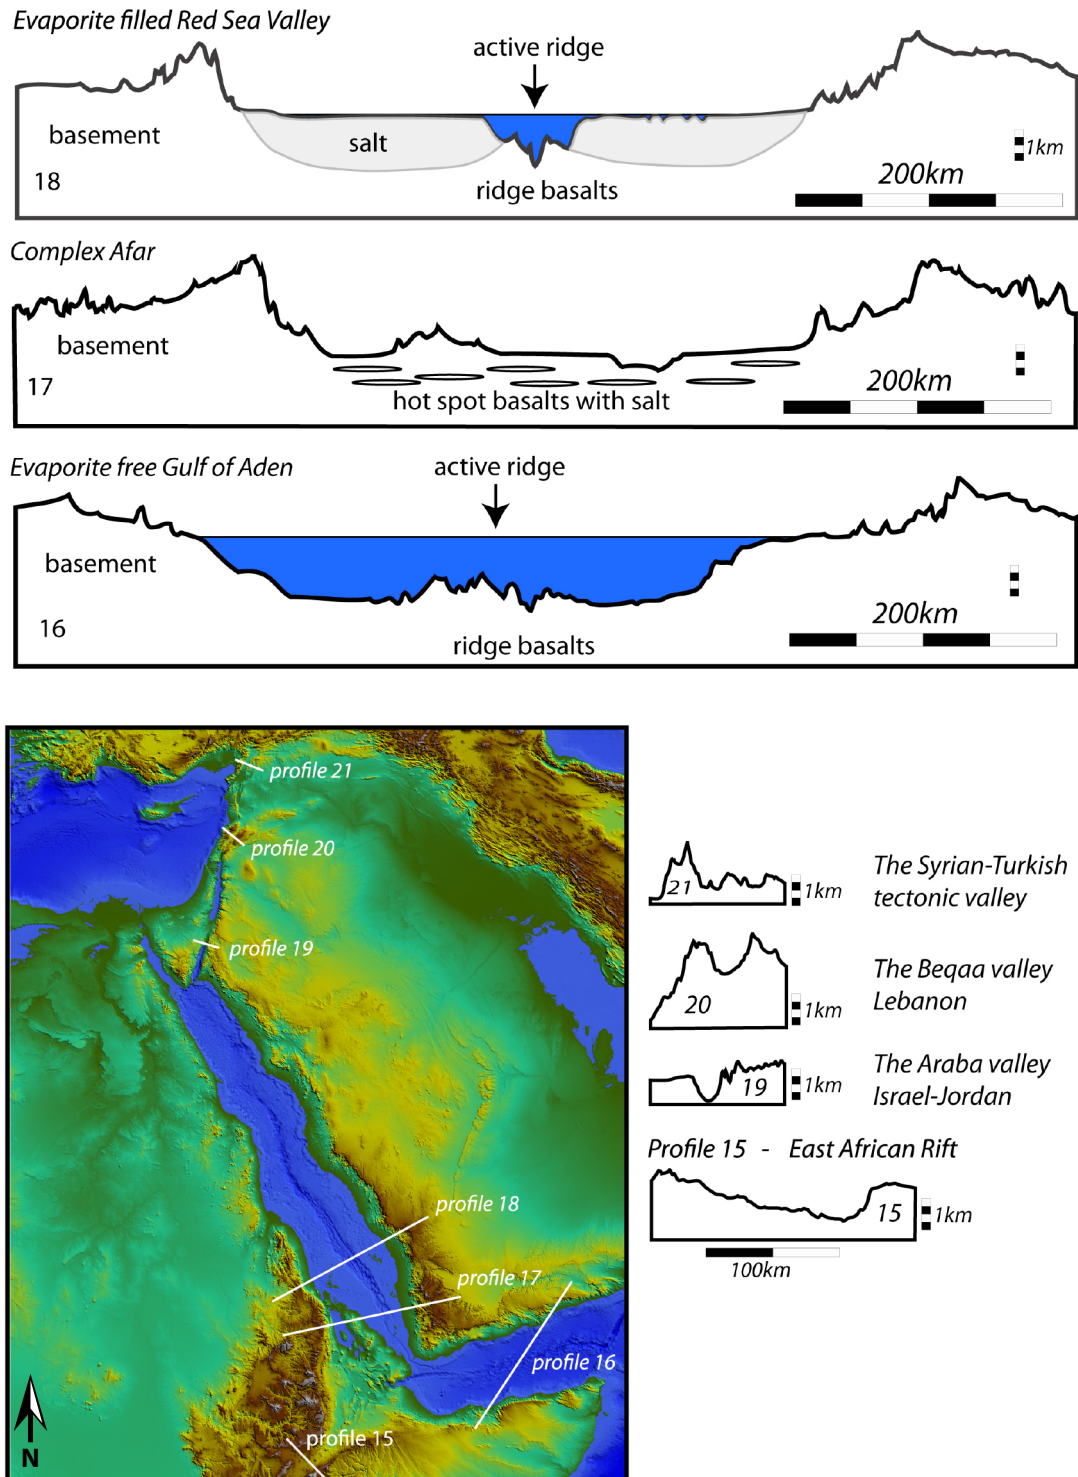 Evaporite filled Red Sea Valley
active ridge
basement
salt
1km
18
ridge basalts
200km
Complex Afar
basement
17
hot spot basalts with salt
200km
Evaporite free Gulf of Aden
active ridge
basement
16
200km
ridge basalts
profile 21
profile 20
profile 19
profile 18
profile 17
profile 16
profile 15
N
21
1km
The Syrian-Turkish
tectonic valley
20
1km
The Beqaa valley
Lebanon
19
1km
The Araba valley
Israel-Jordan
Profile 15 - East African Rift
15
1km
100km